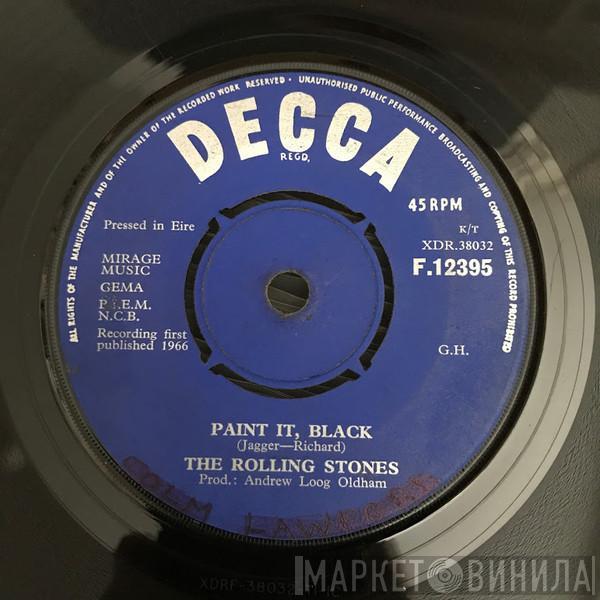 ALL RIGHTS OF THE MANUFACTURER AND OF THE OWNER OF THE RECORDED WORK RESERVED · UNAUTHORISED PUBLIC PERFORMANCE BROADCASTING AND COPYING OF THIS RECORD PROHIBITED
DECCA
REGD.
45 RPM
Pressed in Eire
K/T
XDR.38032
F.12395
MIRAGE
MUSIC
GEMA
N.C.B.
Recording first
published 1966
G.H.
PAINT IT, BLACK
(Jagger—Richard)
THE ROLLING STONES
Prod.: Andrew Loog Oldham
МАРКЕТ ВИНИЛА